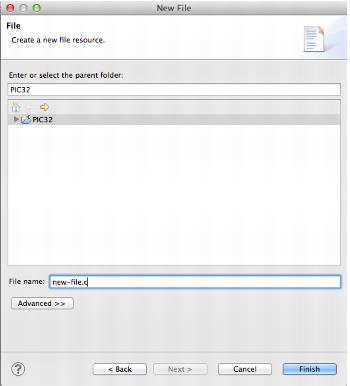 New File
File
Create a new file resource.
Enter or select the parent folder:
PIC32
PIC32
File name: new-file.c
Advanced >>
? < Back Next > Cancel Finish